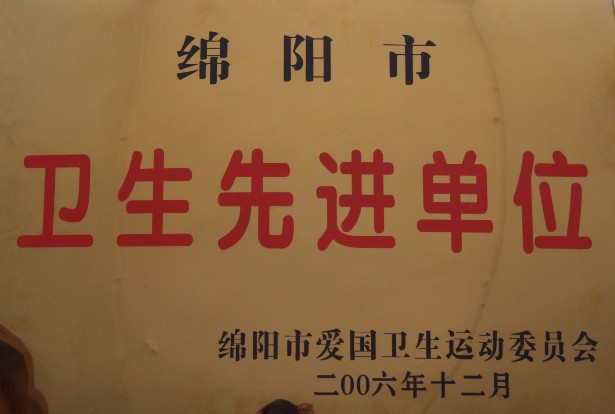 绵阳市
卫生先进单位
绵阳市爱国卫生运动委员会
二00六年十二月